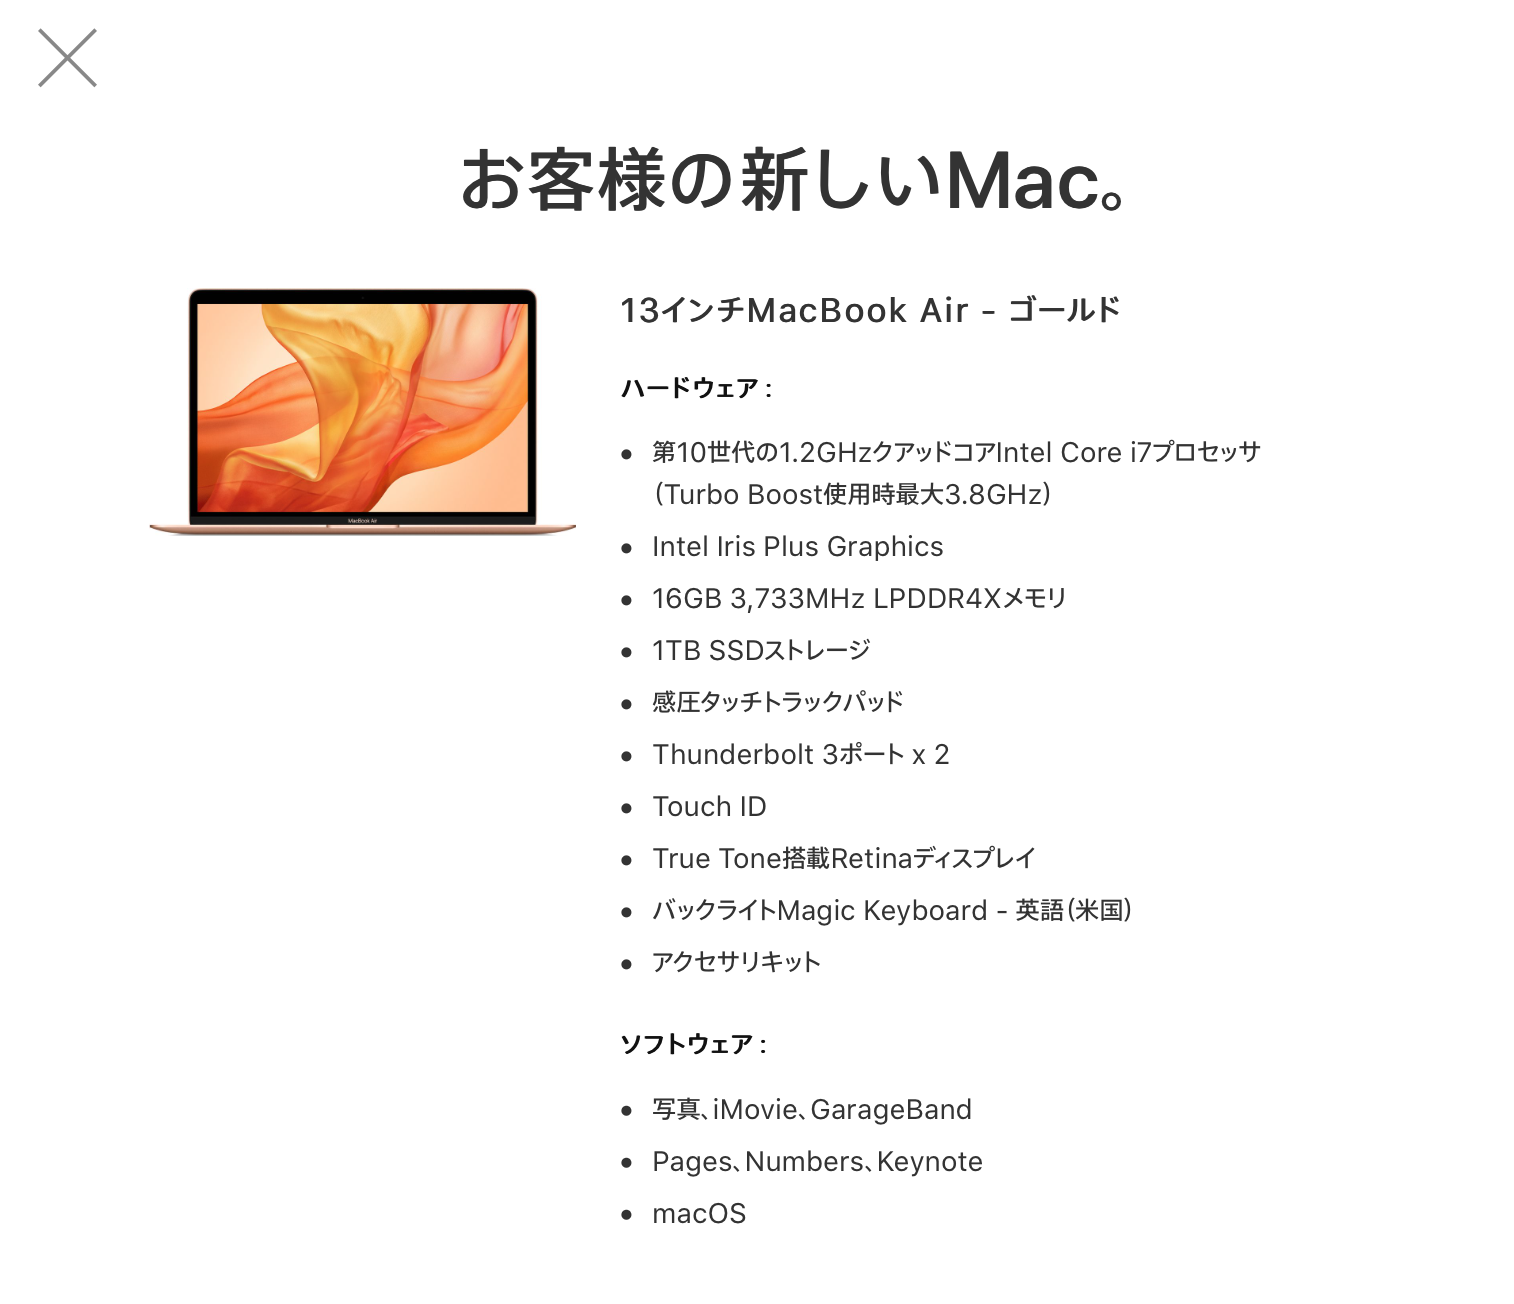 お客様の新しいMac。
13インチMacBook Air - ゴールド
ハードウェア :
• 第10世代の1.2GHzクアッドコアIntel Core i7プロセッサ
(Turbo Boost使用時最大3.8GHz)
• Intel Iris Plus Graphics
• 16GB 3,733MHz LPDDR4Xメモリ
• 1TB SSDストレージ
• 感圧タッチトラックパッド
• Thunderbolt 3ポート x 2
• Touch ID
• True Tone搭載Retinaディスプレイ
• バックライトMagic Keyboard - 英語(米国)
• アクセサリキット
ソフトウェア :
• 写真、iMovie、GarageBand
• Pages、Numbers、Keynote
• macOS
MacBook Air